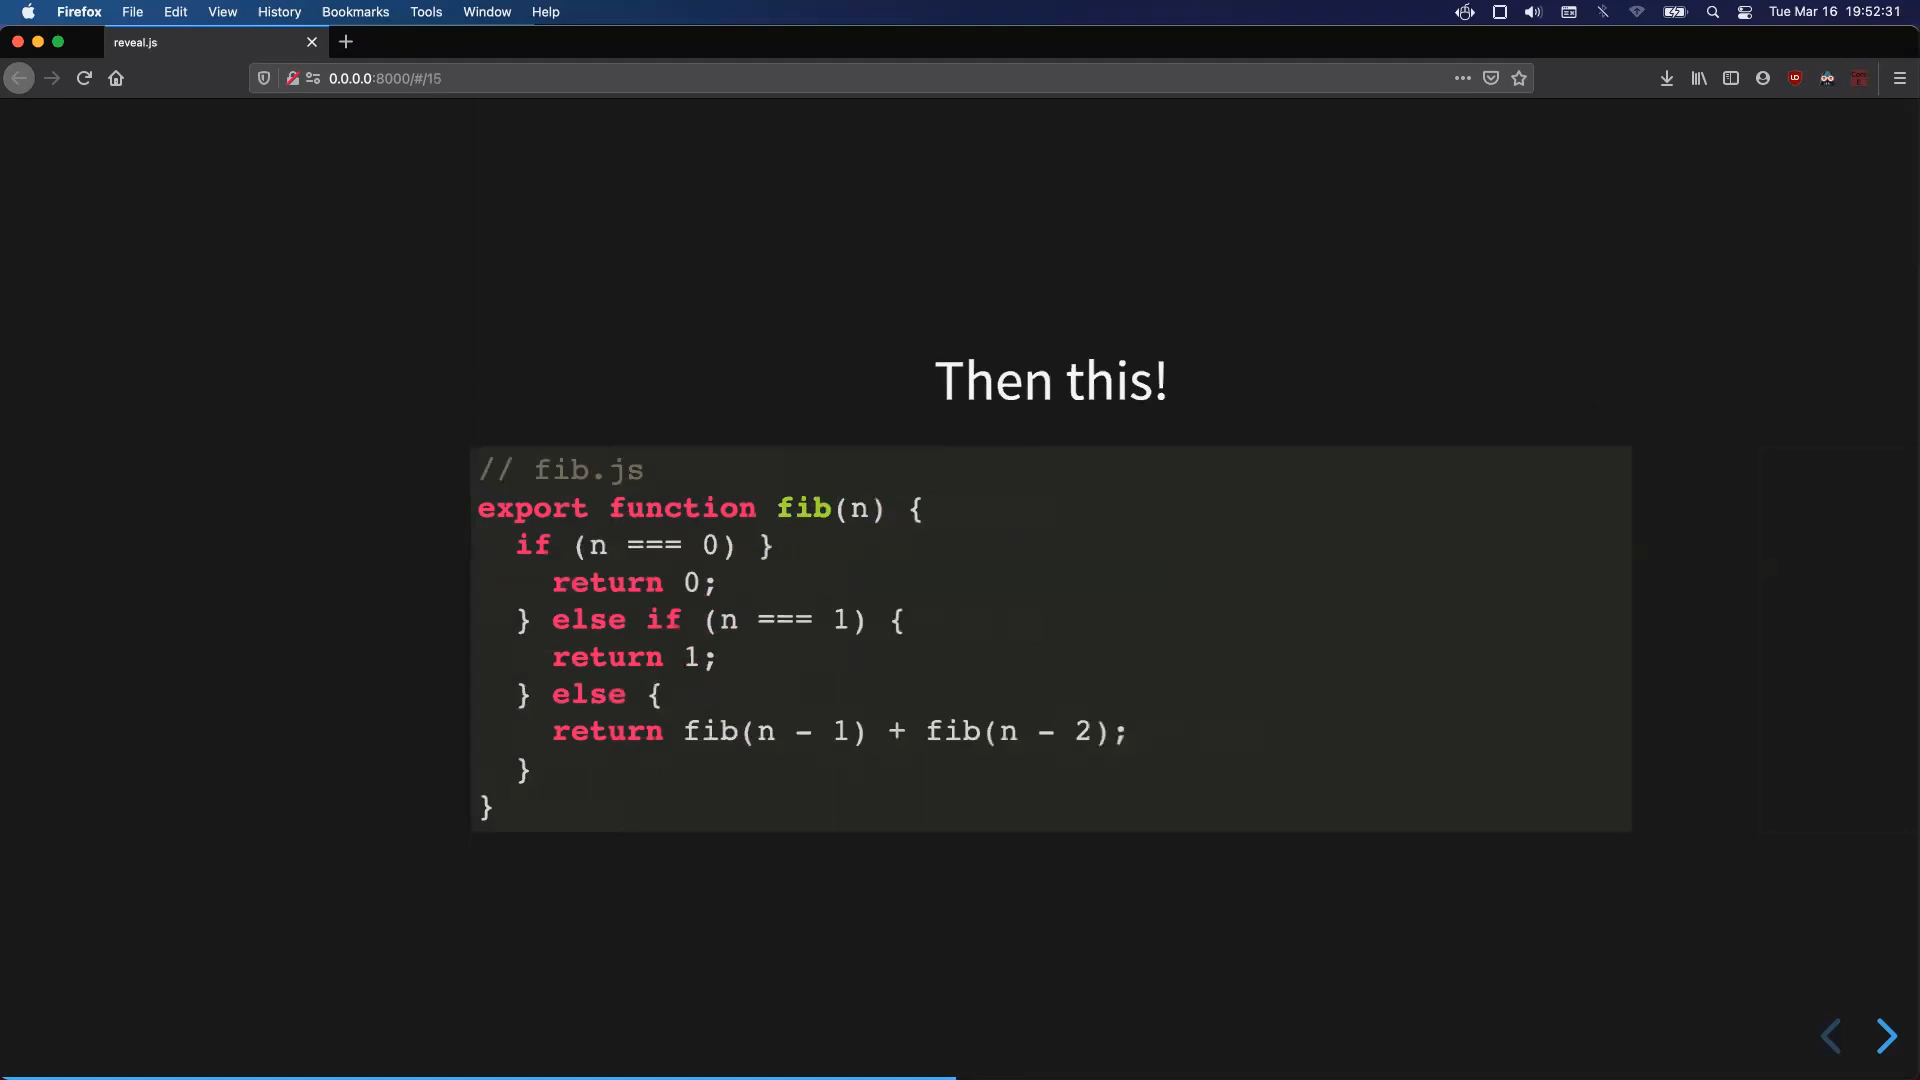 Firefox File Edit View History Bookmarks Tools Window Help Tue Mar 16 19:52:31
reveal.js
0.0.0.0:8000/#/15
Then this!
// fib.js
export function fib(n) {
if (n === 0) }
return 0;
} else if (n === 1) {
return 1;
} else {
return fib(n - 1) + fib(n - 2);
}
}